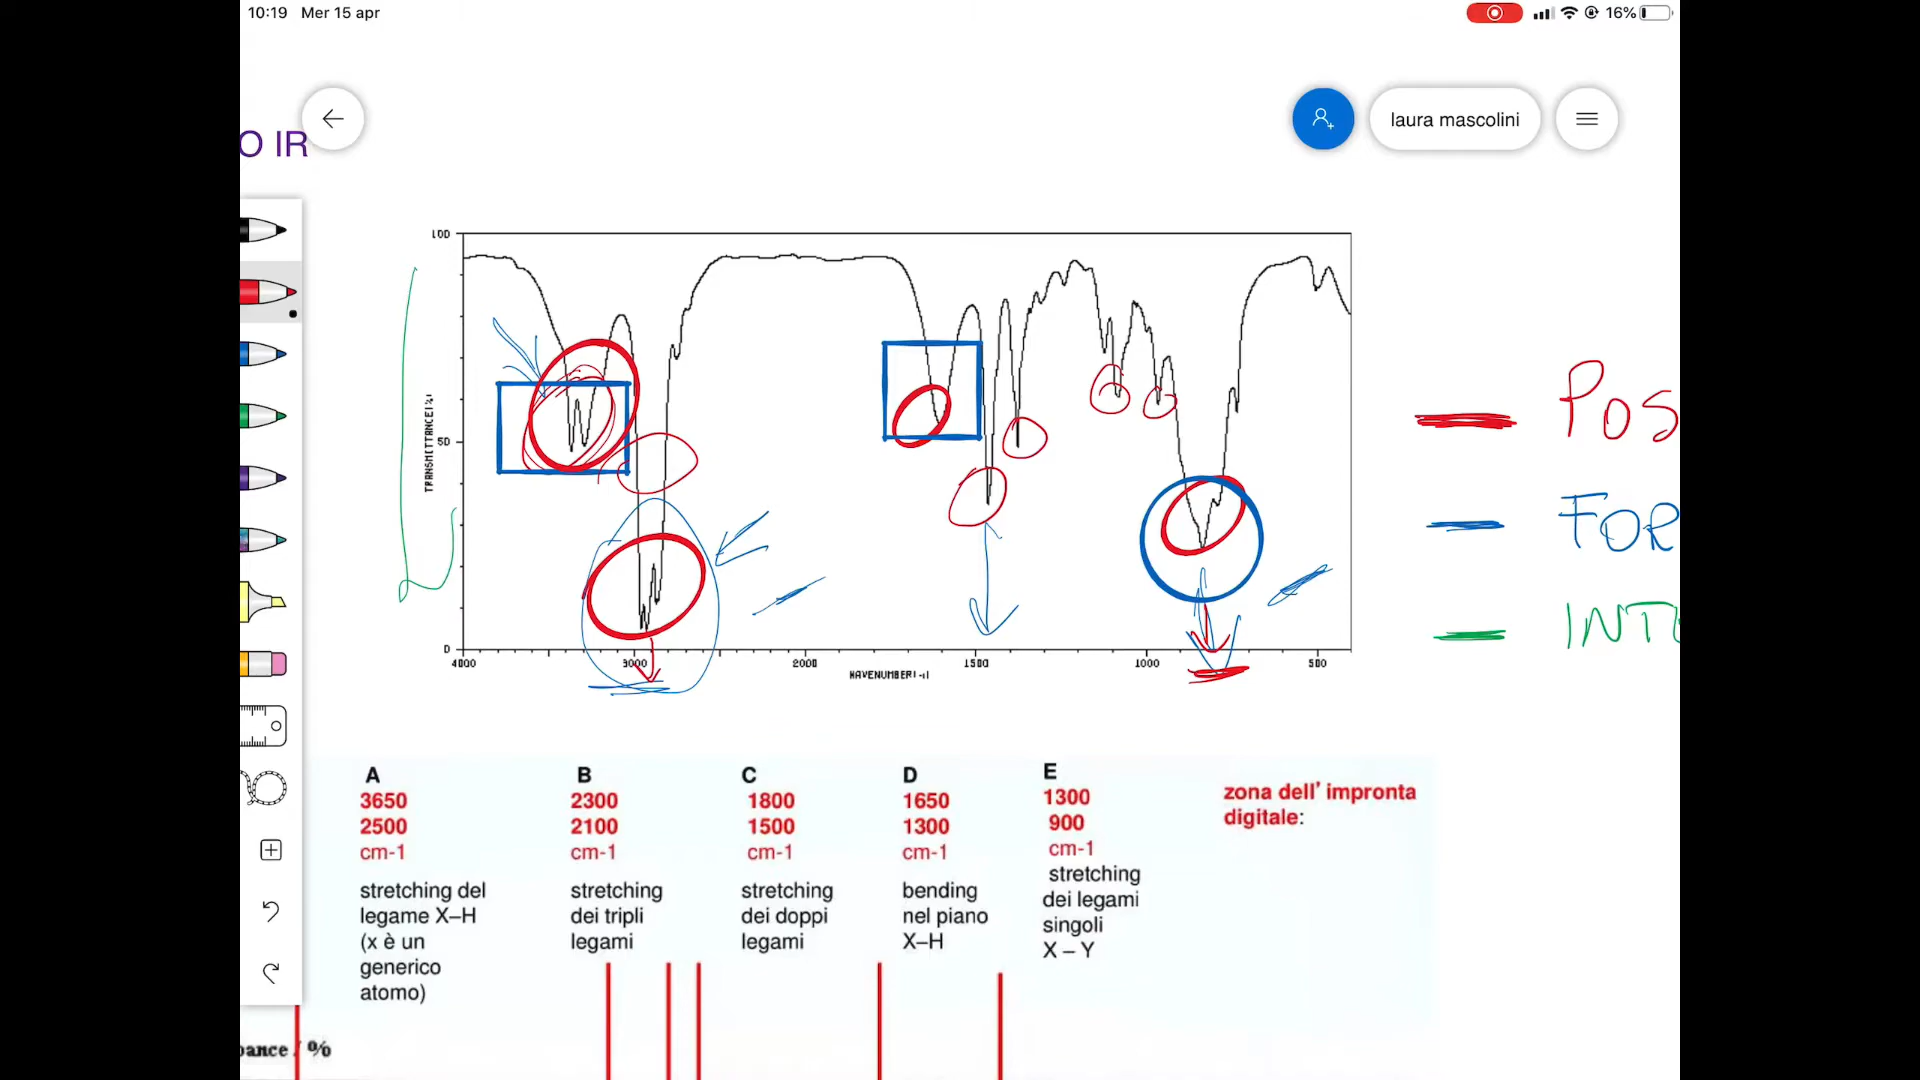 10:19 Mer 15 apr
16%
laura mascolini
O IR
100
TRANSMITTANCE(%)
50
0
4000 3000 2000 1500 1000 500
POS
FOR
INTE
A
3650
2500
cm-1
stretching del
legame X–H
(x è un
generico
atomo)
B
2300
2100
cm-1
stretching
dei tripli
legami
C
1800
1500
cm-1
stretching
dei doppi
legami
D
1650
1300
cm-1
bending
nel piano
X–H
E
1300
900
cm-1
stretching
dei legami
singoli
X – Y
zona dell’ impronta
digitale:
bance / %